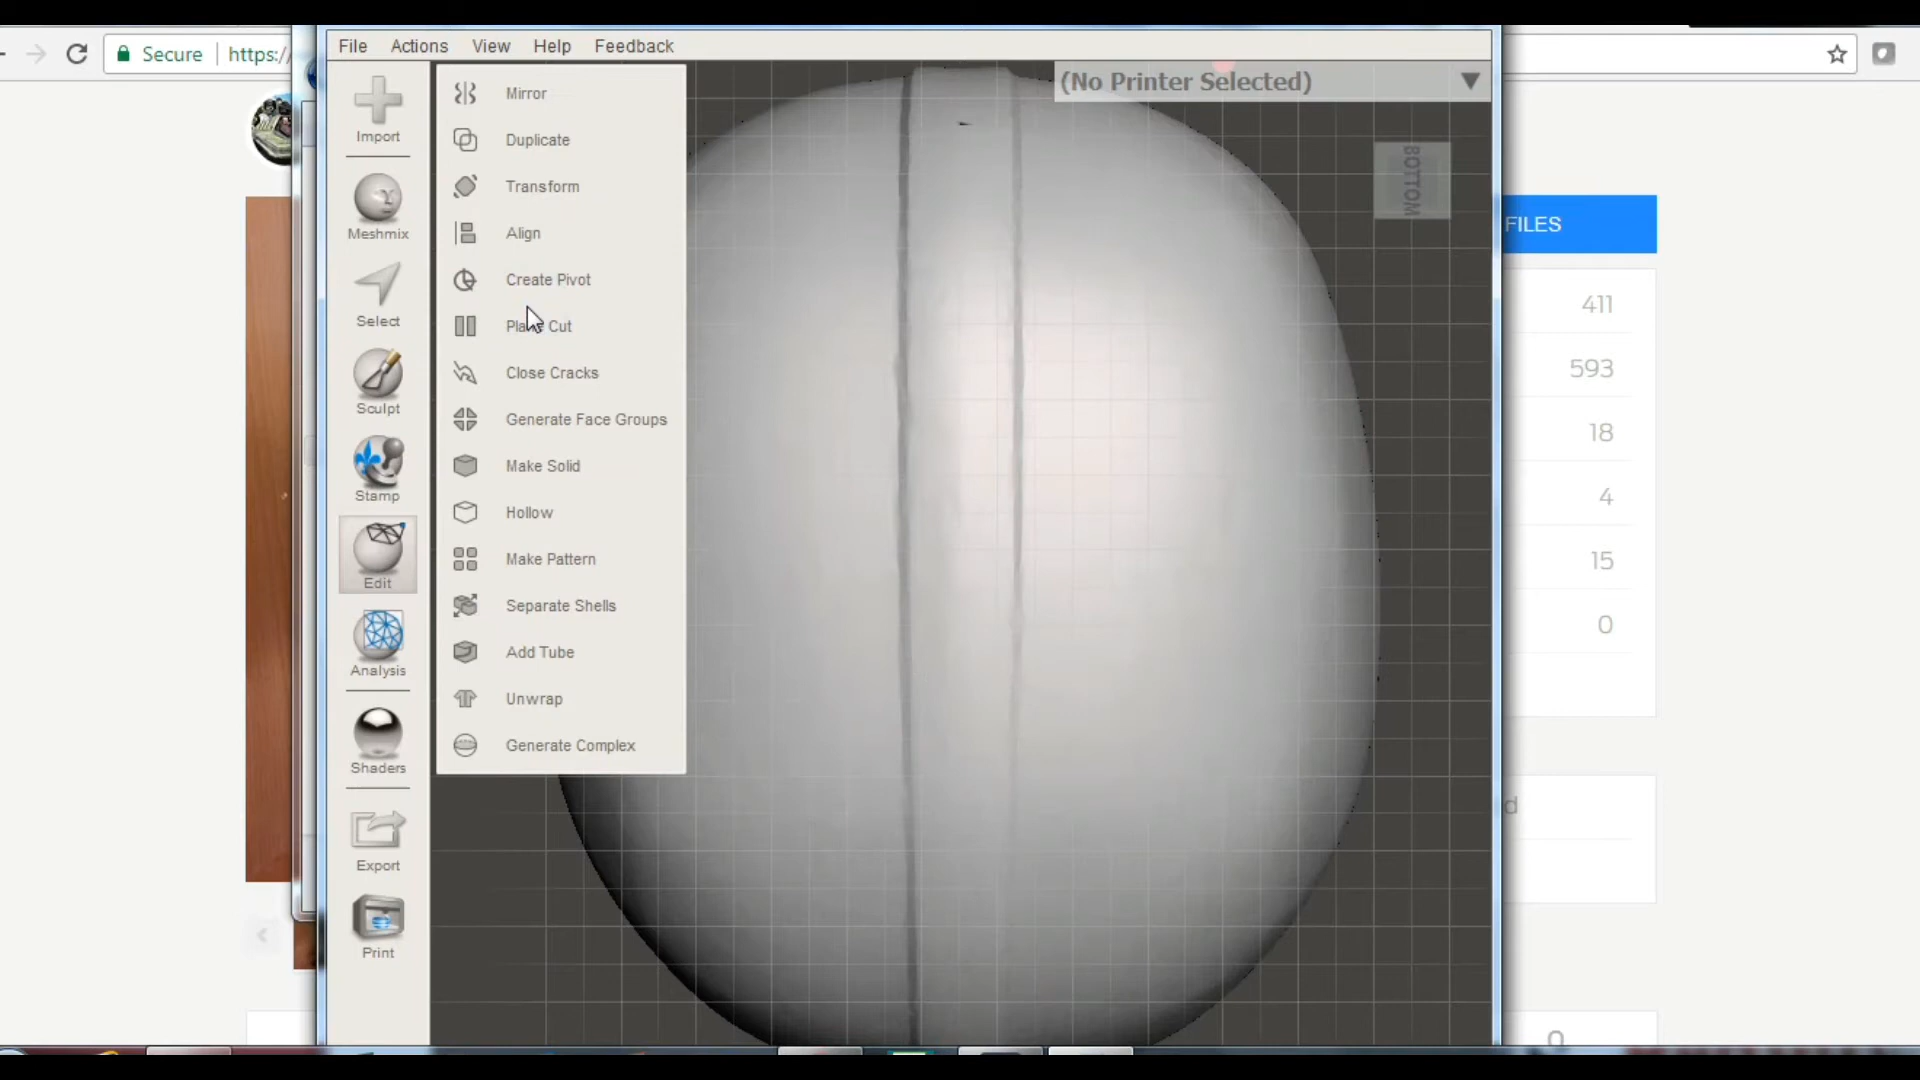 Secure https:/
File Actions View Help Feedback
(No Printer Selected)
Import
Meshmix
Select
Sculpt
Stamp
Edit
Analysis
Shaders
Export
Print
Mirror
Duplicate
Transform
Align
Create Pivot
Cut
Close Cracks
Generate Face Groups
Make Solid
Hollow
Make Pattern
Separate Shells
Add Tube
Unwrap
Generate Complex
BOTTOM
FILES
411
593
18
4
15
0
d